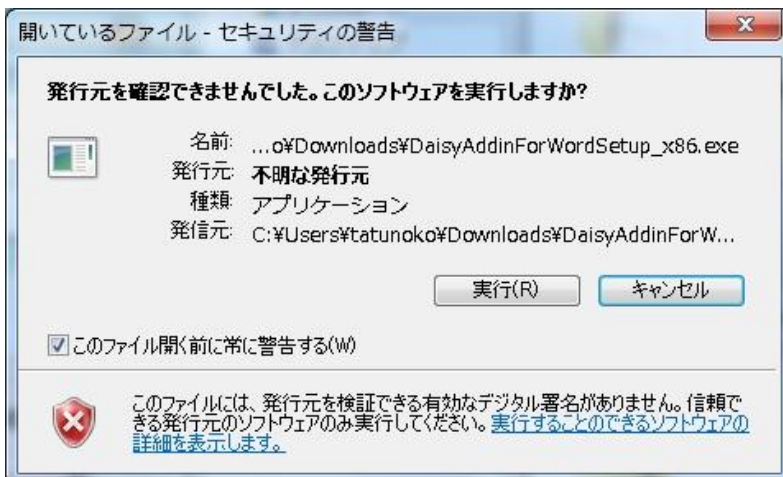 開いているファイル - セキュリティの警告
発行元を確認できませんでした。このソフトウェアを実行しますか?
名前: ...o¥Downloads¥DaisyAddinForWordSetup_x86.exe
発行元: 不明な発行元
種類: アプリケーション
発信元: C:¥Users¥tatunoko¥Downloads¥DaisyAddinForW...
実行(R) キャンセル
このファイル開く前に常に警告する(W)
このファイルには、発行元を検証できる有効なデジタル署名がありません。信頼で
きる発行元のソフトウェアのみ実行してください。実行することのできるソフトウェアの
詳細を表示します。